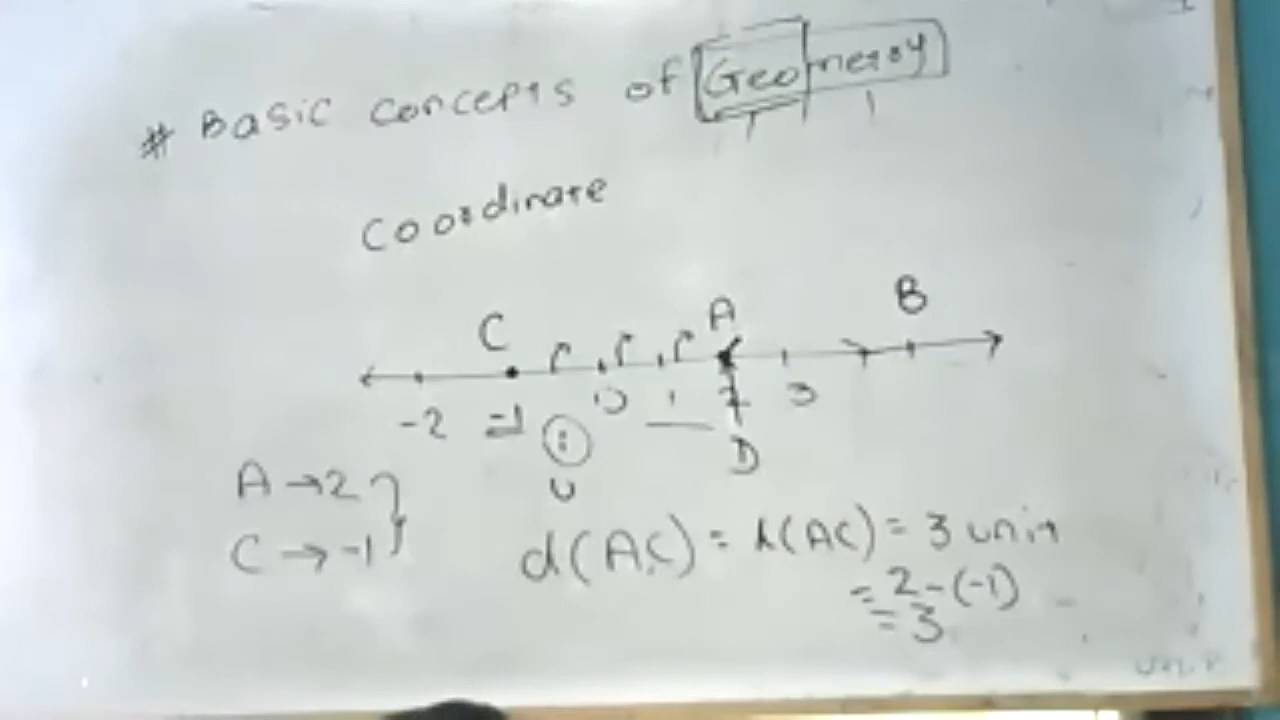 # Basic concepts of Geometry
Coordinate
C A B
-2 -1 0 1 2 3
U D
A → 2
C → -1
d(A,C) = l(AC) = 3 unit
= 2-(-1)
= 3